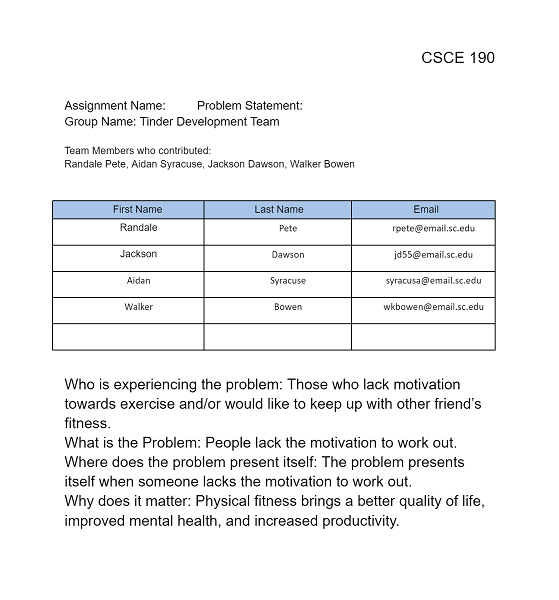 CSCE 190
Assignment Name: Problem Statement:
Group Name: Tinder Development Team
Team Members who contributed:
Randale Pete, Aidan Syracuse, Jackson Dawson, Walker Bowen
First Name Last Name Email
Randale Pete rpete@email.sc.edu
Jackson Dawson jd55@email.sc.edu
Aidan Syracuse syracusa@email.sc.edu
Walker Bowen wkbowen@email.sc.edu
Who is experiencing the problem: Those who lack motivation
towards exercise and/or would like to keep up with other friend's
fitness.
What is the Problem: People lack the motivation to work out.
Where does the problem present itself: The problem presents
itself when someone lacks the motivation to work out.
Why does it matter: Physical fitness brings a better quality of life,
improved mental health, and increased productivity.